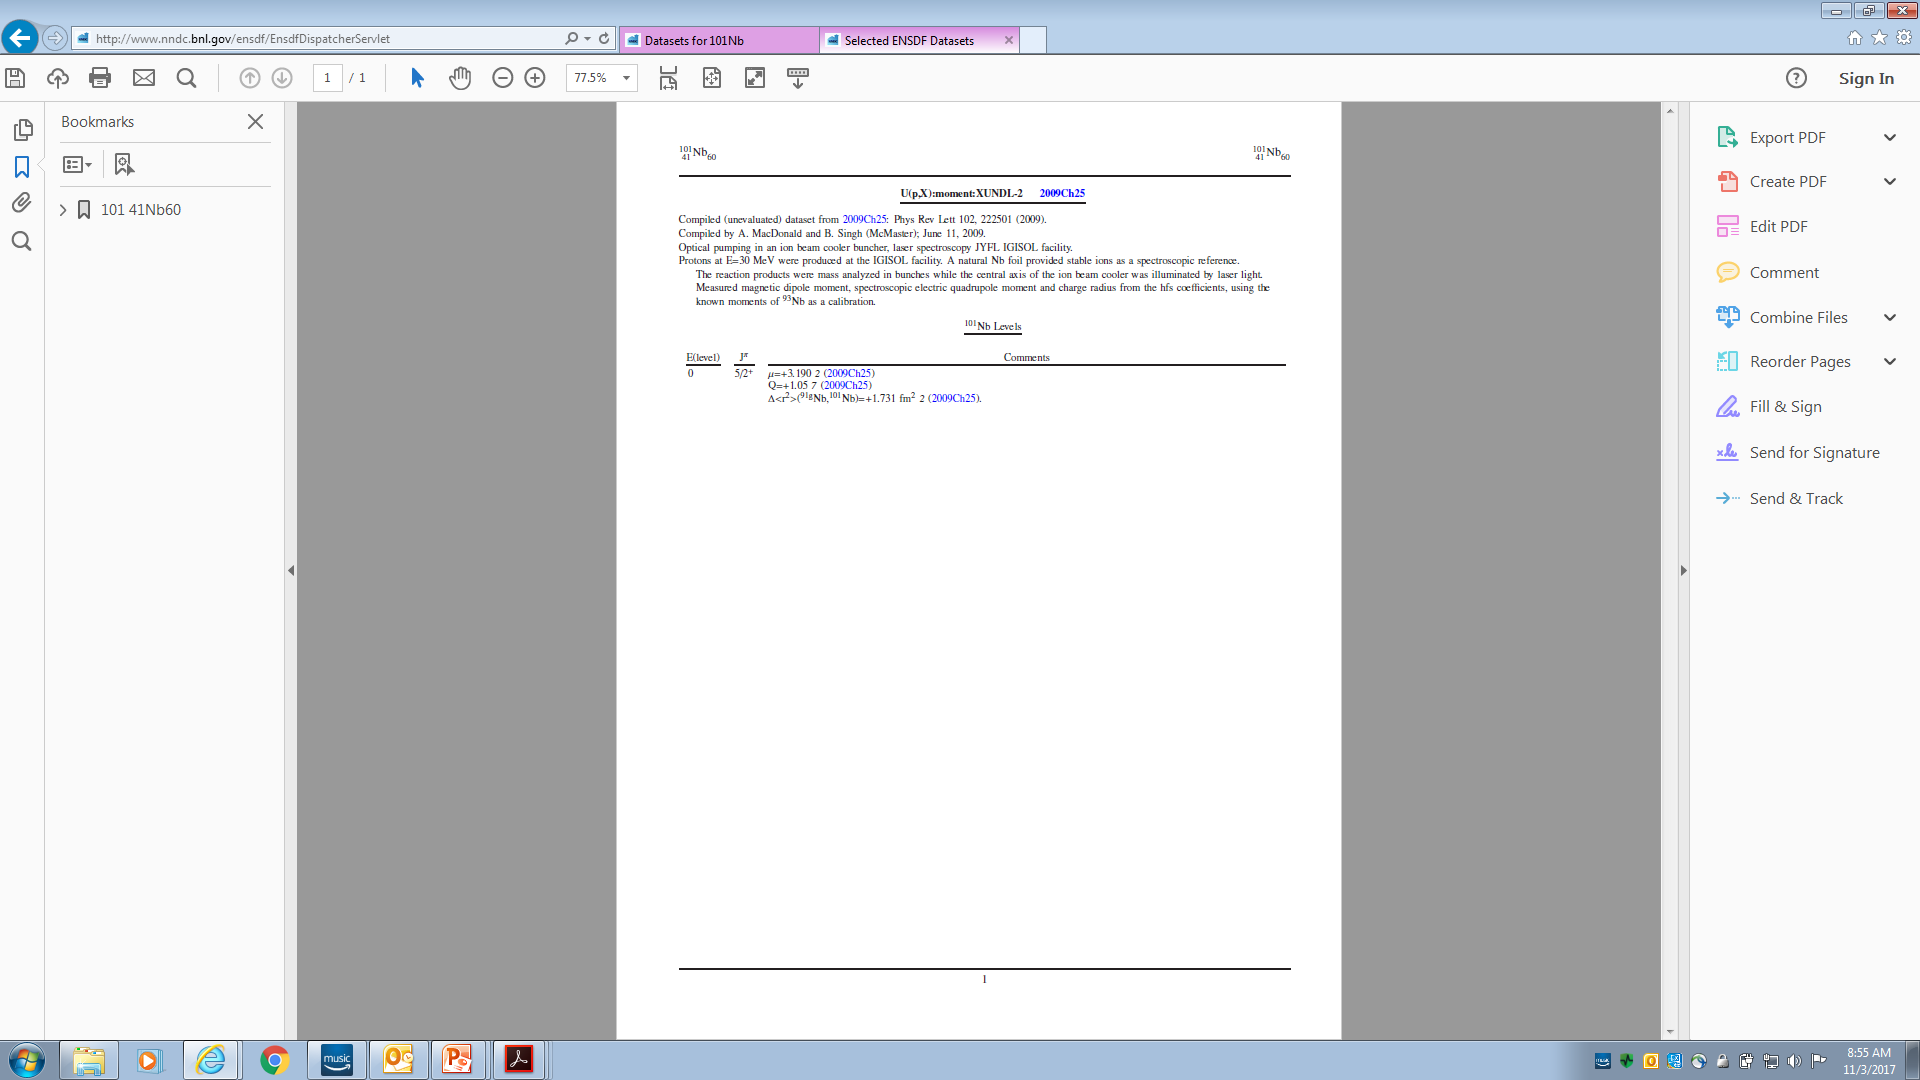 http://www.nndc.bnl.gov/ensdf/EnsdfDispatcherServlet
Datasets for 101Nb
Selected ENSDF Datasets
1 / 1
77.5%
Sign In
Bookmarks
101 41Nb60
¹⁰¹₄₁Nb₆₀ ¹⁰¹₄₁Nb₆₀
U(p,X):moment:XUNDL-2 2009Ch25
Compiled (unevaluated) dataset from 2009Ch25: Phys Rev Lett 102, 222501 (2009).
Compiled by A. MacDonald and B. Singh (McMaster); June 11, 2009.
Optical pumping in an ion beam cooler buncher, laser spectroscopy JYFL IGISOL facility.
Protons at E=30 MeV were produced at the IGISOL facility. A natural Nb foil provided stable ions as a spectroscopic reference.
The reaction products were mass analyzed in bunches while the central axis of the ion beam cooler was illuminated by laser light.
Measured magnetic dipole moment, spectroscopic electric quadrupole moment and charge radius from the hfs coefficients, using the
known moments of ⁹³Nb as a calibration.
¹⁰¹Nb Levels
E(level) Jπ Comments
0 5/2⁺ μ=+3.190 2 (2009Ch25)
Q=+1.05 7 (2009Ch25)
Δ<r²>(⁹¹ᵍNb,¹⁰¹Nb)=+1.731 fm² 2 (2009Ch25).
1
Export PDF
Create PDF
Edit PDF
Comment
Combine Files
Reorder Pages
Fill & Sign
Send for Signature
Send & Track
music
8:55 AM
11/3/2017